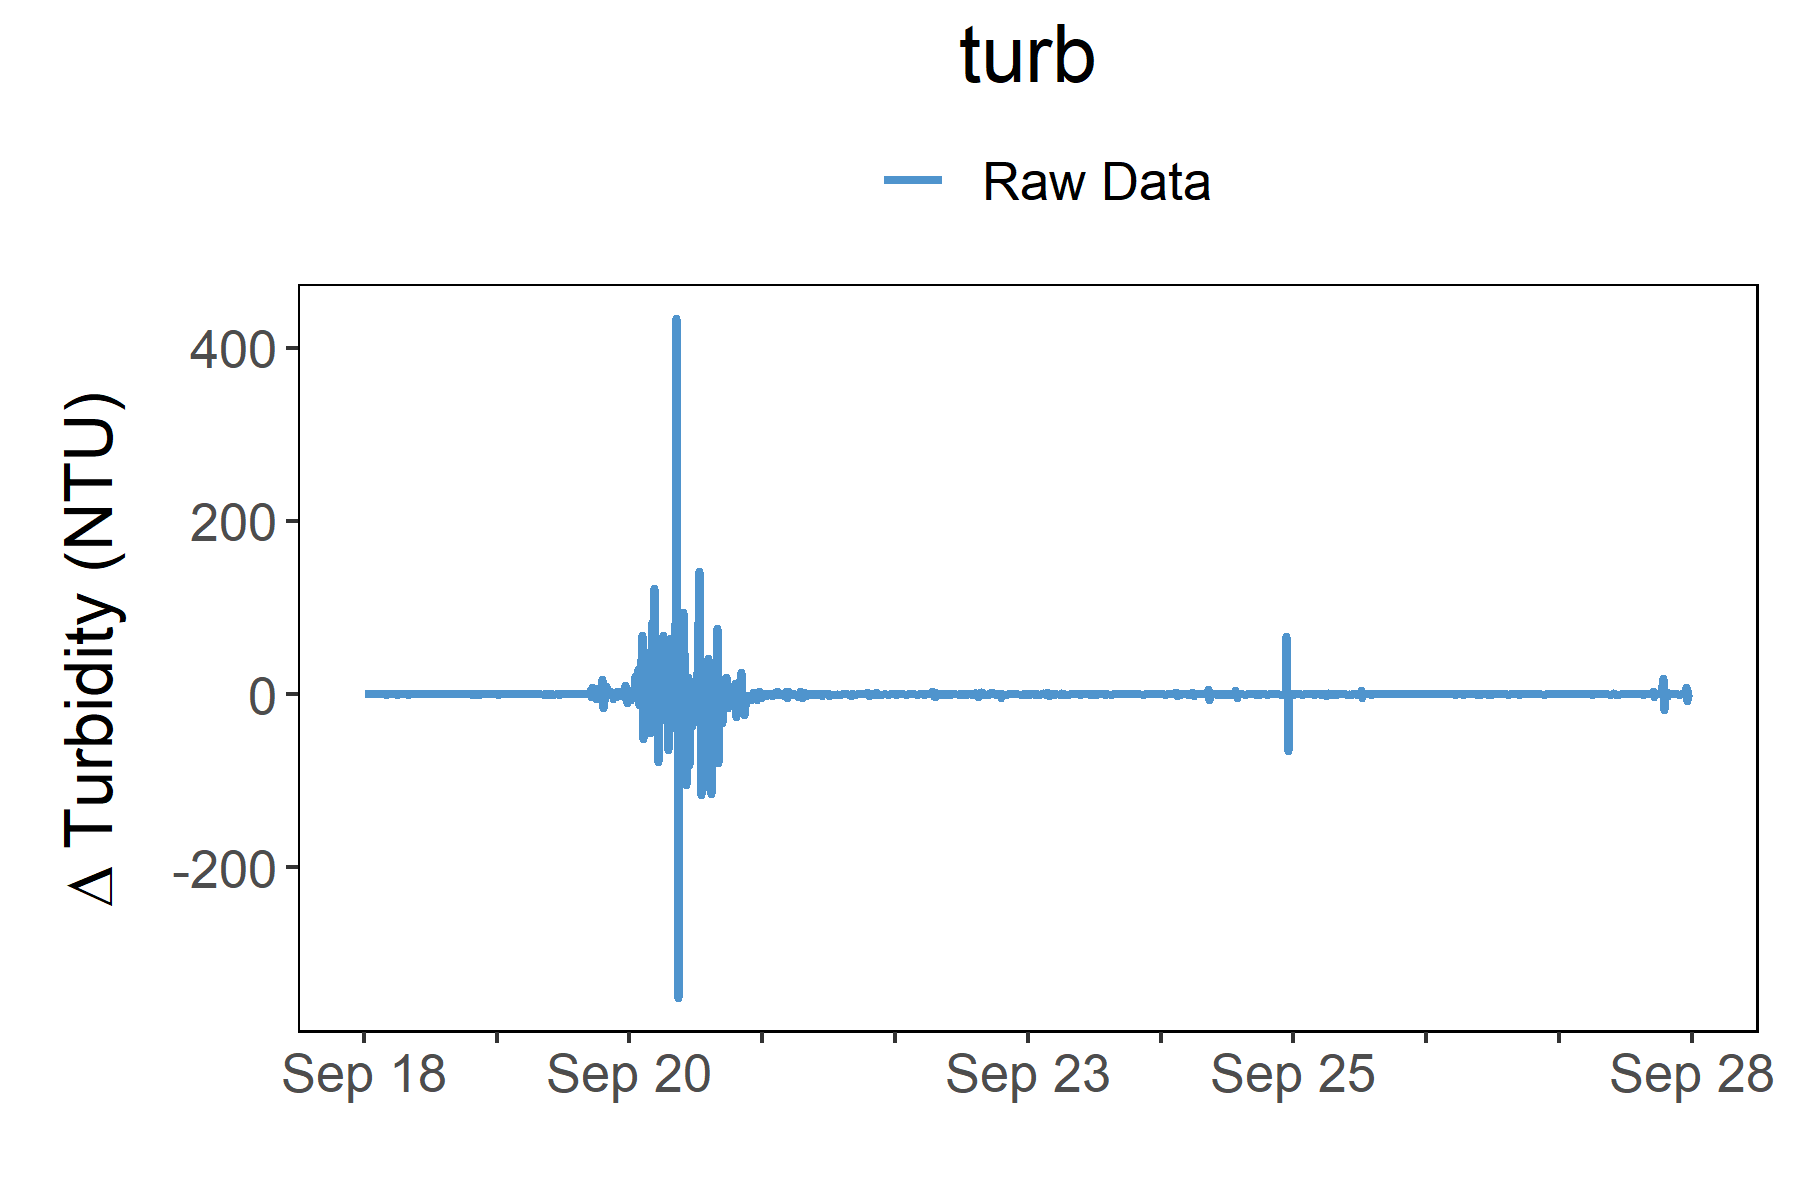 turb
Raw Data
Δ Turbidity (NTU)
400
200
0
-200
Sep 18 Sep 20 Sep 23 Sep 25 Sep 28